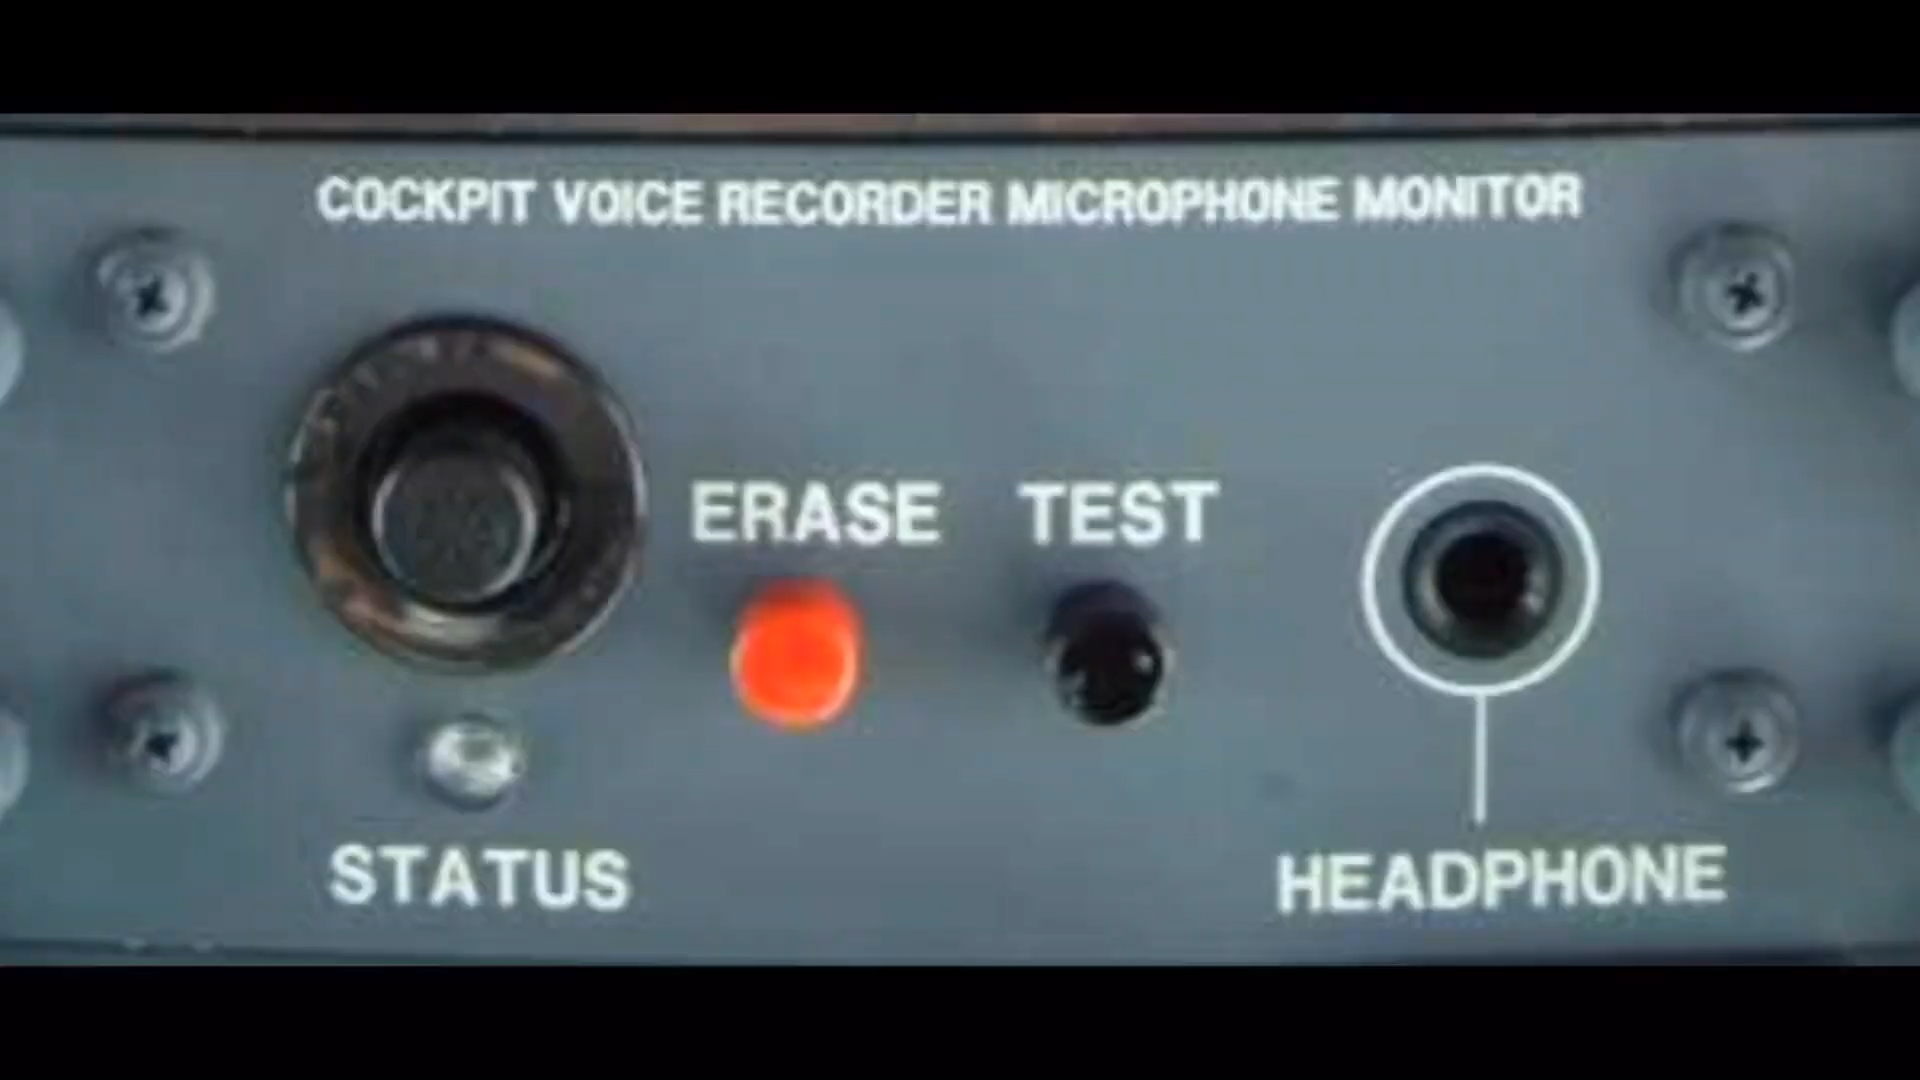 COCKPIT VOICE RECORDER MICROPHONE MONITOR
ERASE TEST
STATUS
HEADPHONE